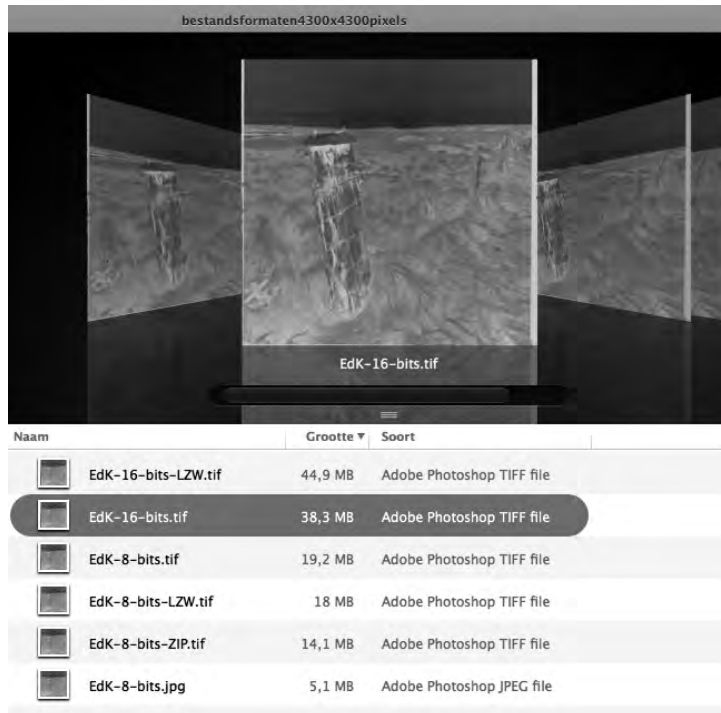 bestandsformaten4300x4300pixels
EdK-16-bits.tif
Naam Grootte ▼ Soort
EdK-16-bits-LZW.tif 44,9 MB Adobe Photoshop TIFF file
EdK-16-bits.tif 38,3 MB Adobe Photoshop TIFF file
EdK-8-bits.tif 19,2 MB Adobe Photoshop TIFF file
EdK-8-bits-LZW.tif 18 MB Adobe Photoshop TIFF file
EdK-8-bits-ZIP.tif 14,1 MB Adobe Photoshop TIFF file
EdK-8-bits.jpg 5,1 MB Adobe Photoshop JPEG file